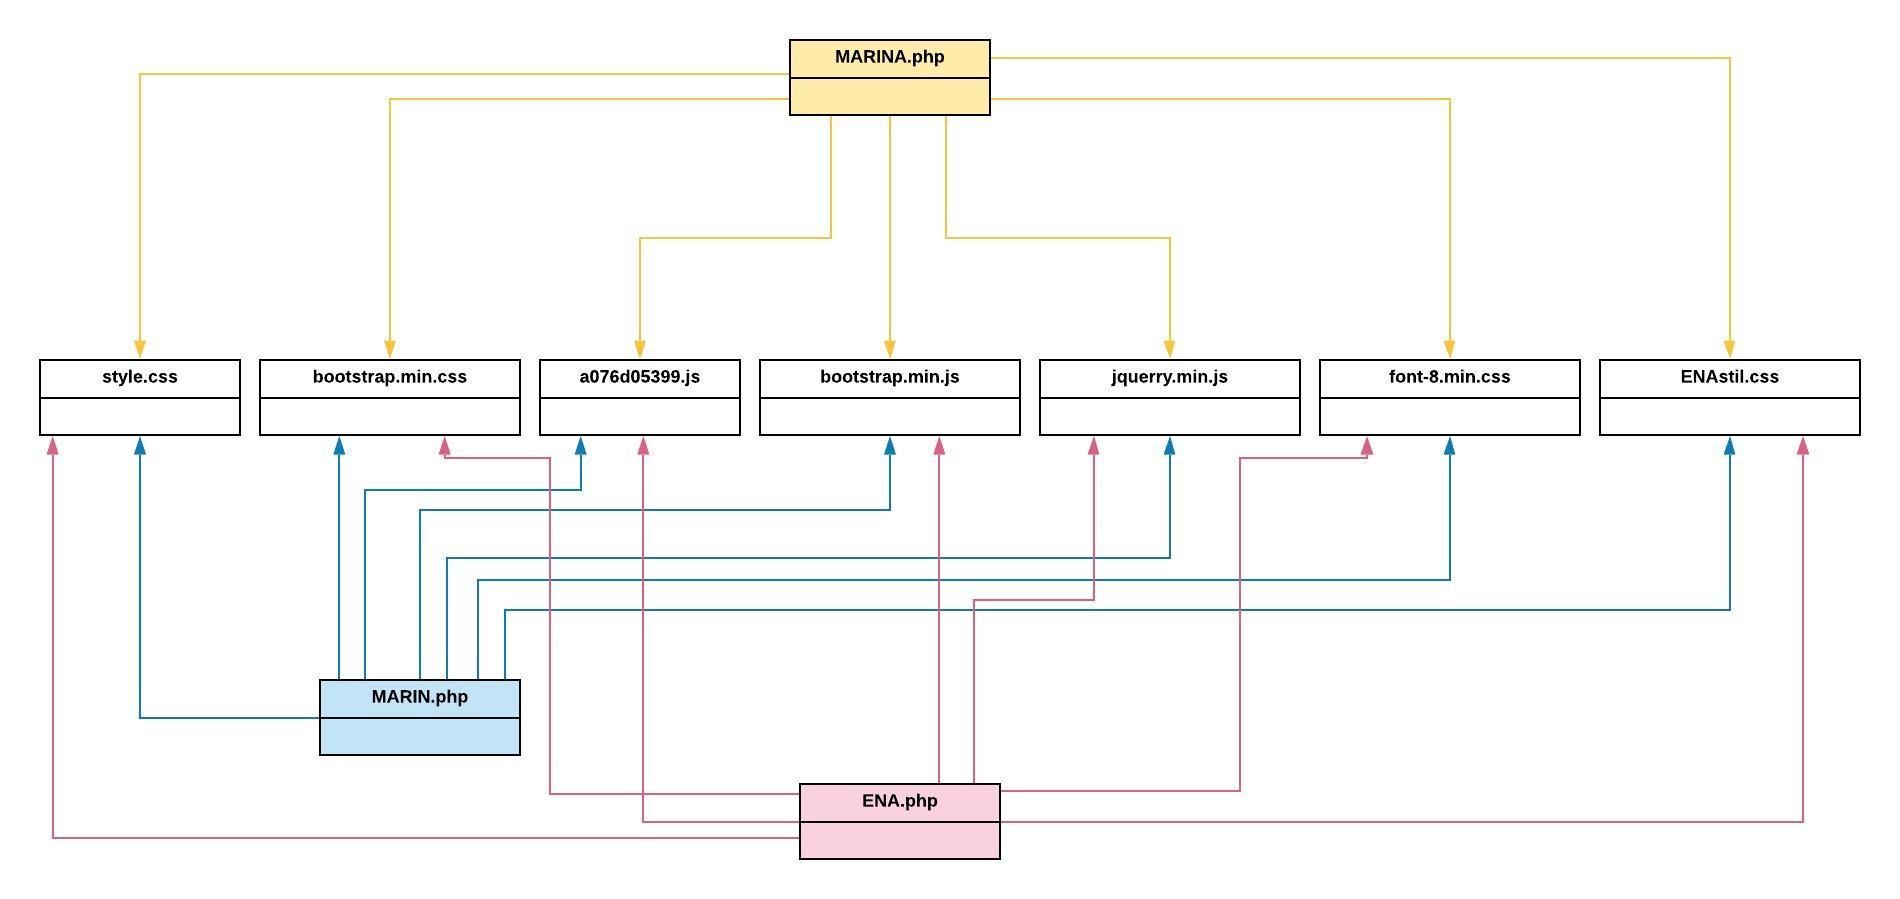 MARINA.php
style.css
bootstrap.min.css
a076d05399.js
bootstrap.min.js
jquerry.min.js
font-8.min.css
ENAstil.css
MARIN.php
ENA.php